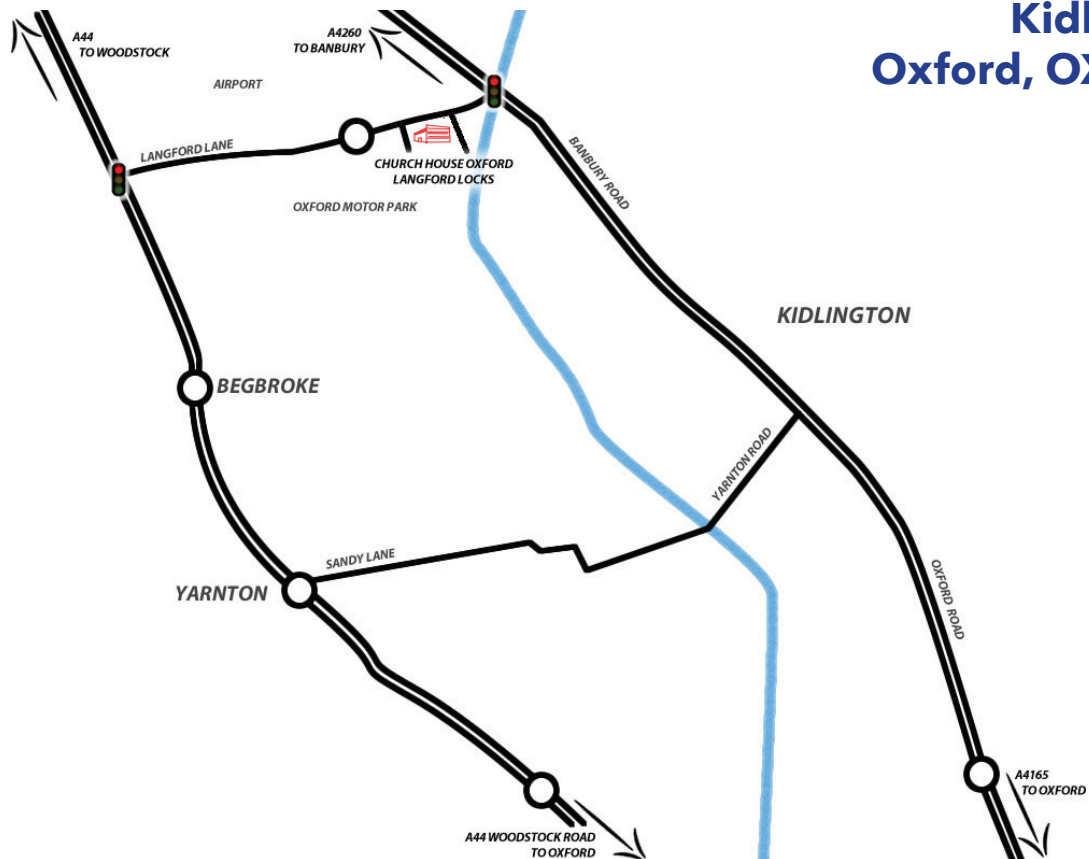 Kidl
Oxford, OX
A44
TO WOODSTOCK
A4260
TO BANBURY
AIRPORT
LANGFORD LANE
CHURCH HOUSE OXFORD
LANGFORD LOCKS
OXFORD MOTOR PARK
BANBURY ROAD
KIDLINGTON
BEGBROKE
YARNTON ROAD
SANDY LANE
YARNTON
OXFORD ROAD
A4165
TO OXFORD
A44 WOODSTOCK ROAD
TO OXFORD